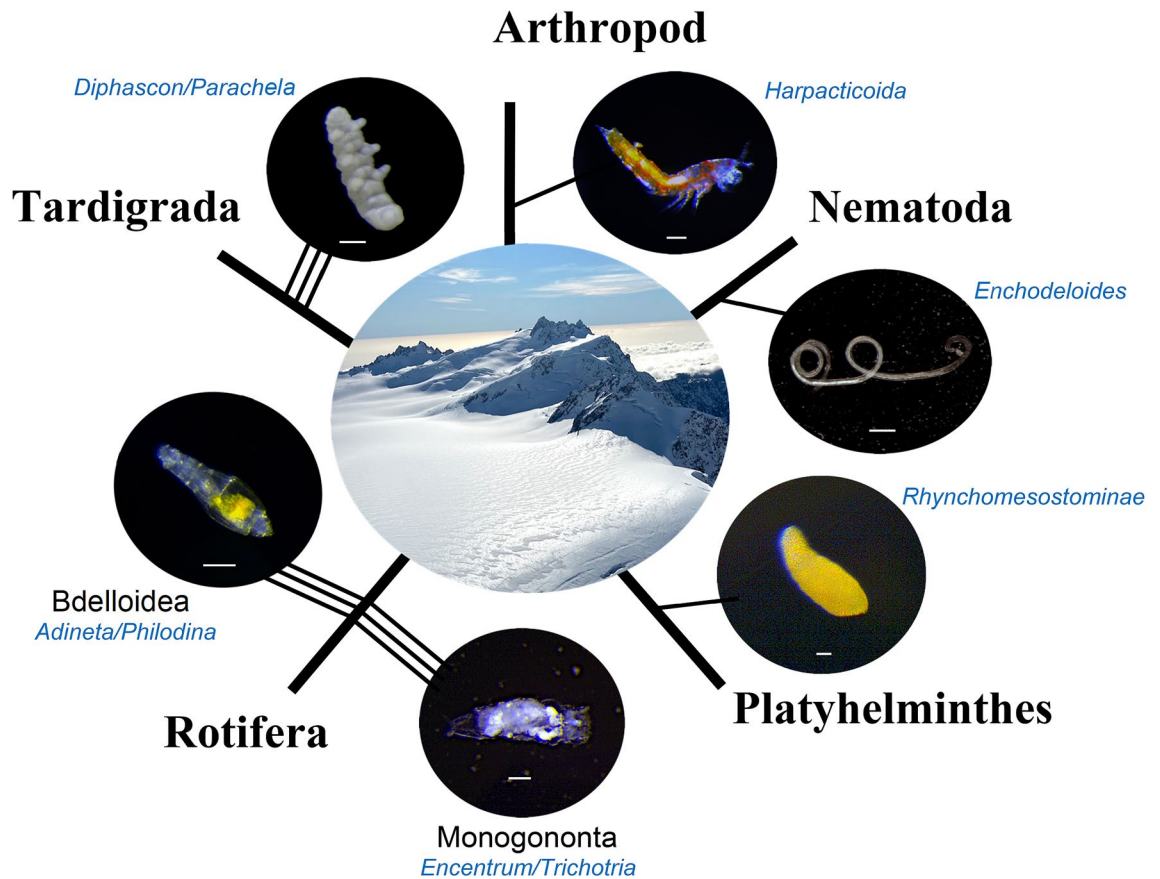 Arthropod
Diphascon/Parachela
Harpacticoida
Tardigrada
Nematoda
Enchodeloides
Rhynchomesostominae
Bdelloidea
Adineta/Philodina
Platyhelminthes
Rotifera
Monogononta
Encentrum/Trichotria